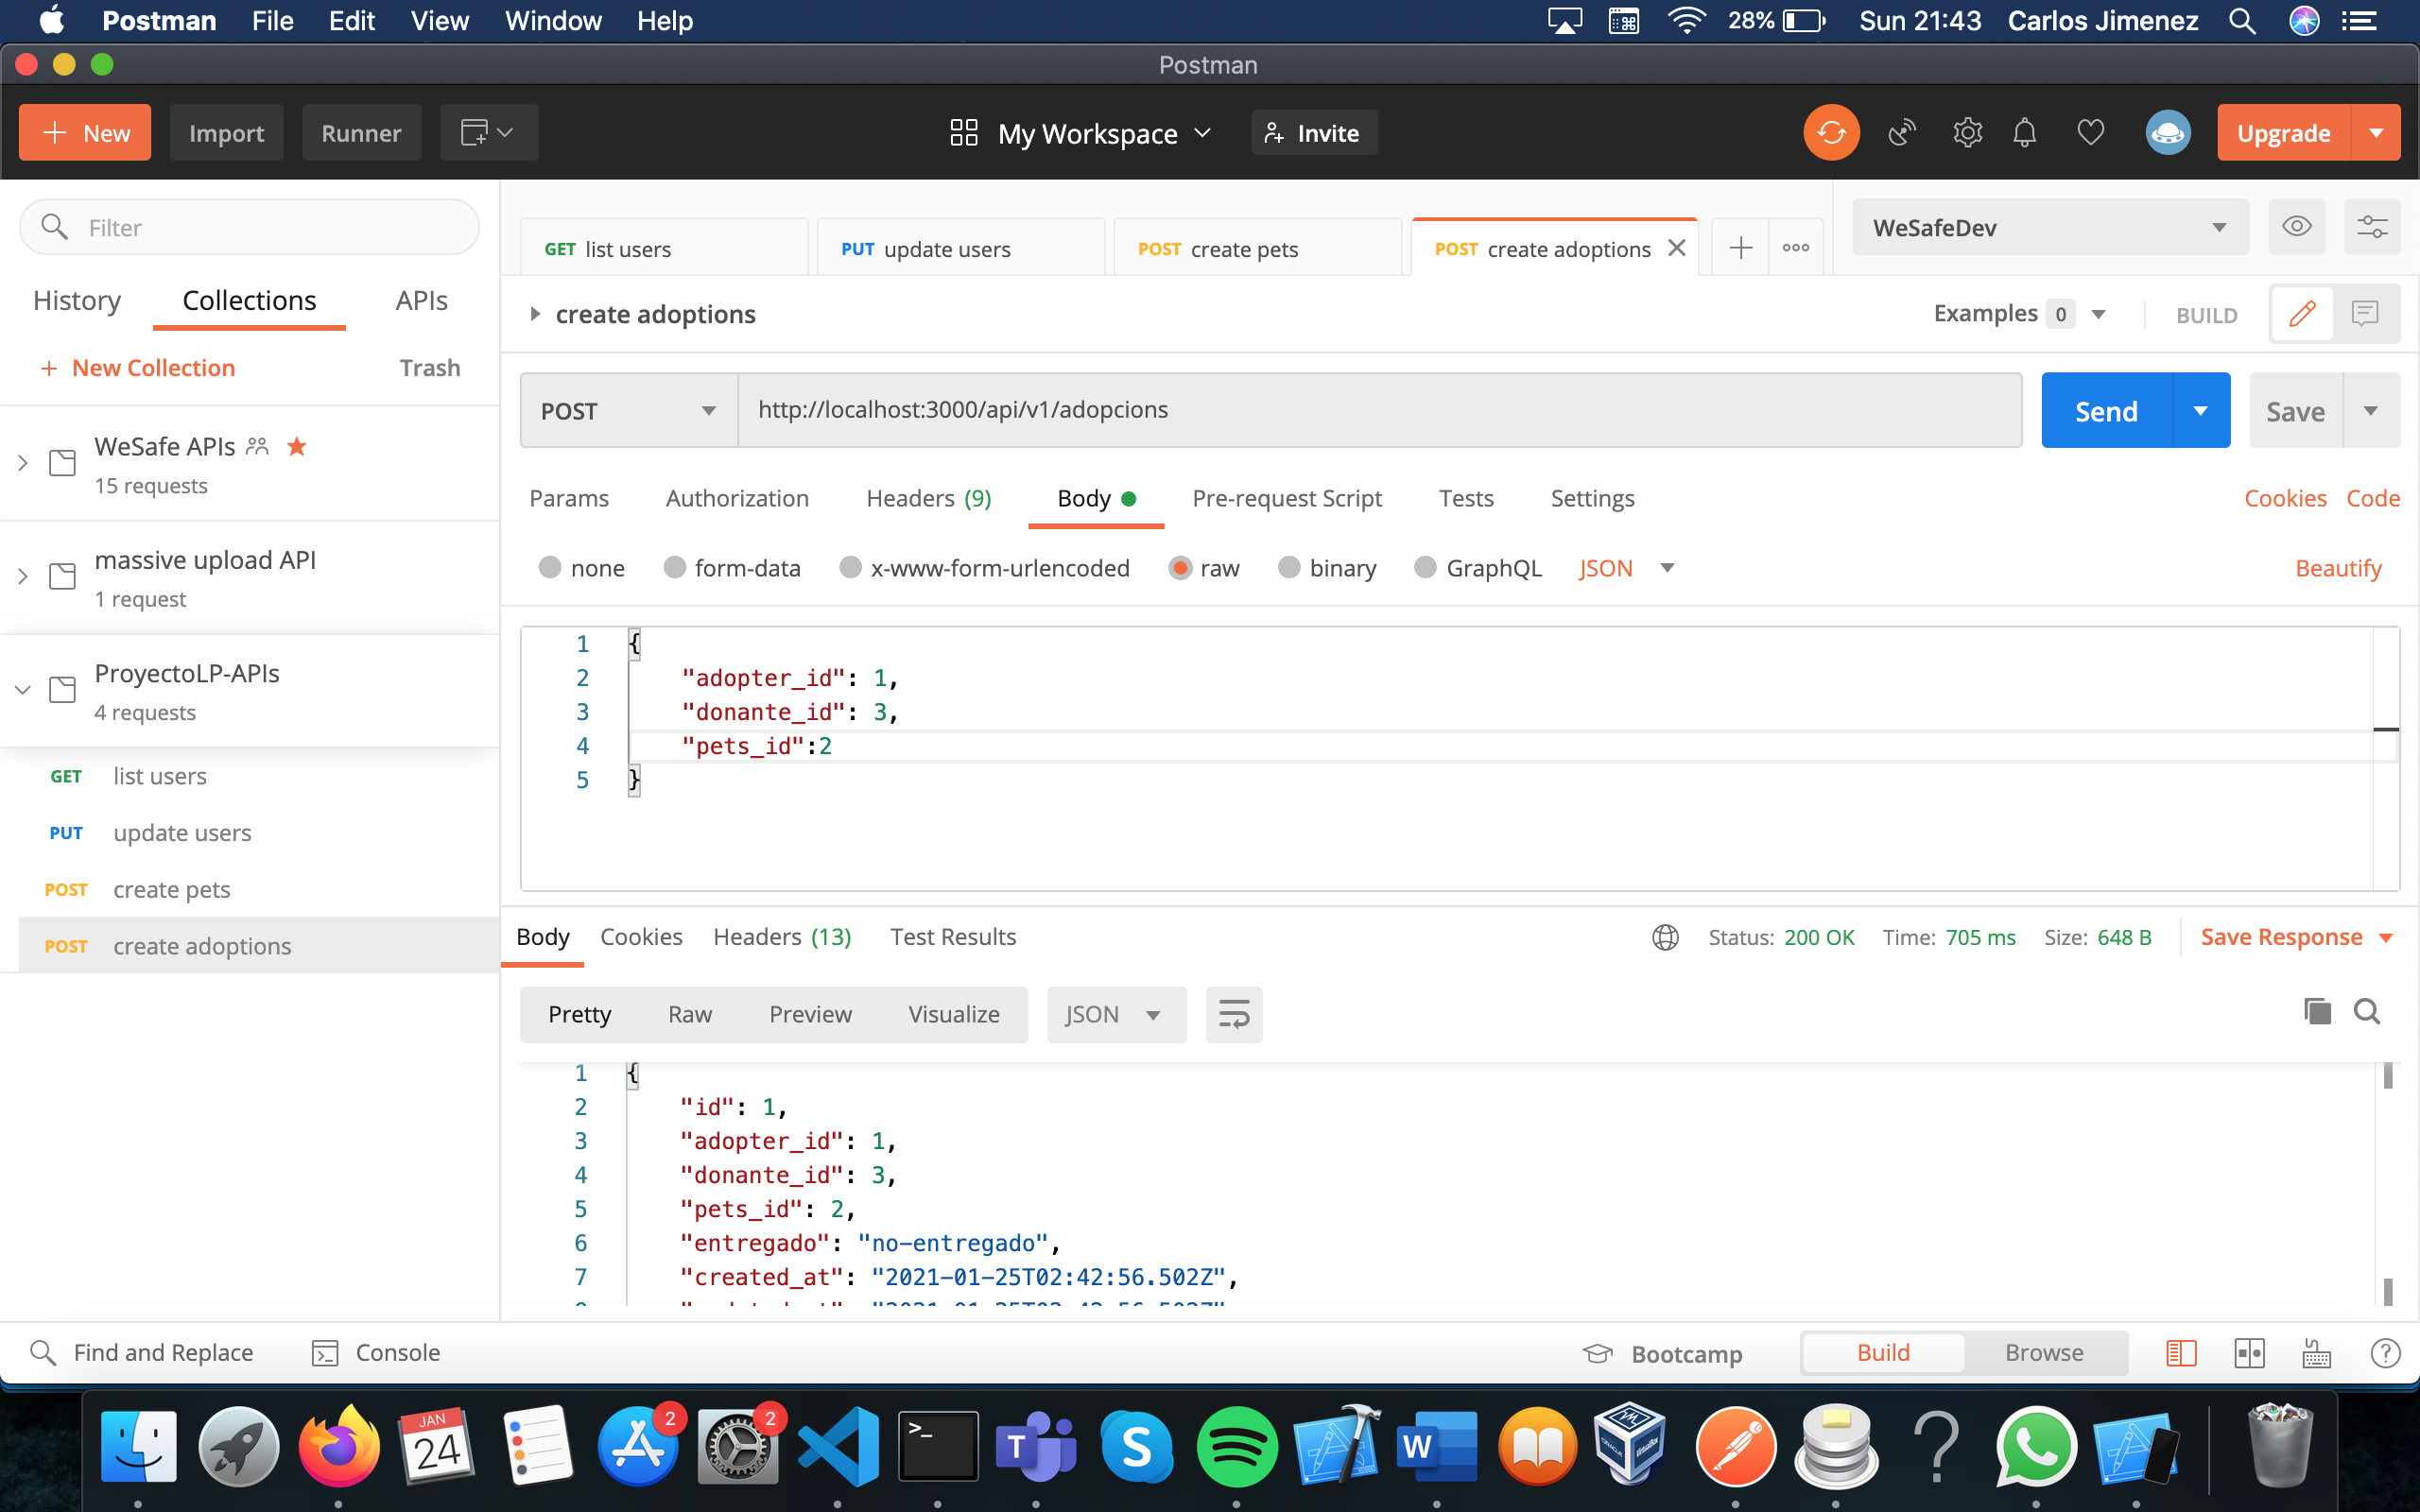 Postman File Edit View Window Help 28% Sun 21:43 Carlos Jimenez
Postman
New Import Runner My Workspace Invite Upgrade
Filter
GET list users PUT update users POST create pets POST create adoptions WeSafeDev
History Collections APIs
create adoptions Examples 0 BUILD
+ New Collection Trash
POST http://localhost:3000/api/v1/adopcions Send Save
WeSafe APIs
15 requests
Params Authorization Headers (9) Body Pre-request Script Tests Settings Cookies Code
massive upload API
1 request
none form-data x-www-form-urlencoded raw binary GraphQL JSON Beautify
ProyectoLP-APIs
4 requests
GET list users
PUT update users
POST create pets
POST create adoptions
1 {
2 "adopter_id": 1,
3 "donante_id": 3,
4 "pets_id":2
5 }
Body Cookies Headers (13) Test Results Status: 200 OK Time: 705 ms Size: 648 B Save Response
Pretty Raw Preview Visualize JSON
1 {
2 "id": 1,
3 "adopter_id": 1,
4 "donante_id": 3,
5 "pets_id": 2,
6 "entregado": "no-entregado",
7 "created_at": "2021-01-25T02:42:56.502Z",
Find and Replace Console Bootcamp Build Browse
JAN
24
2
2
T
S
W